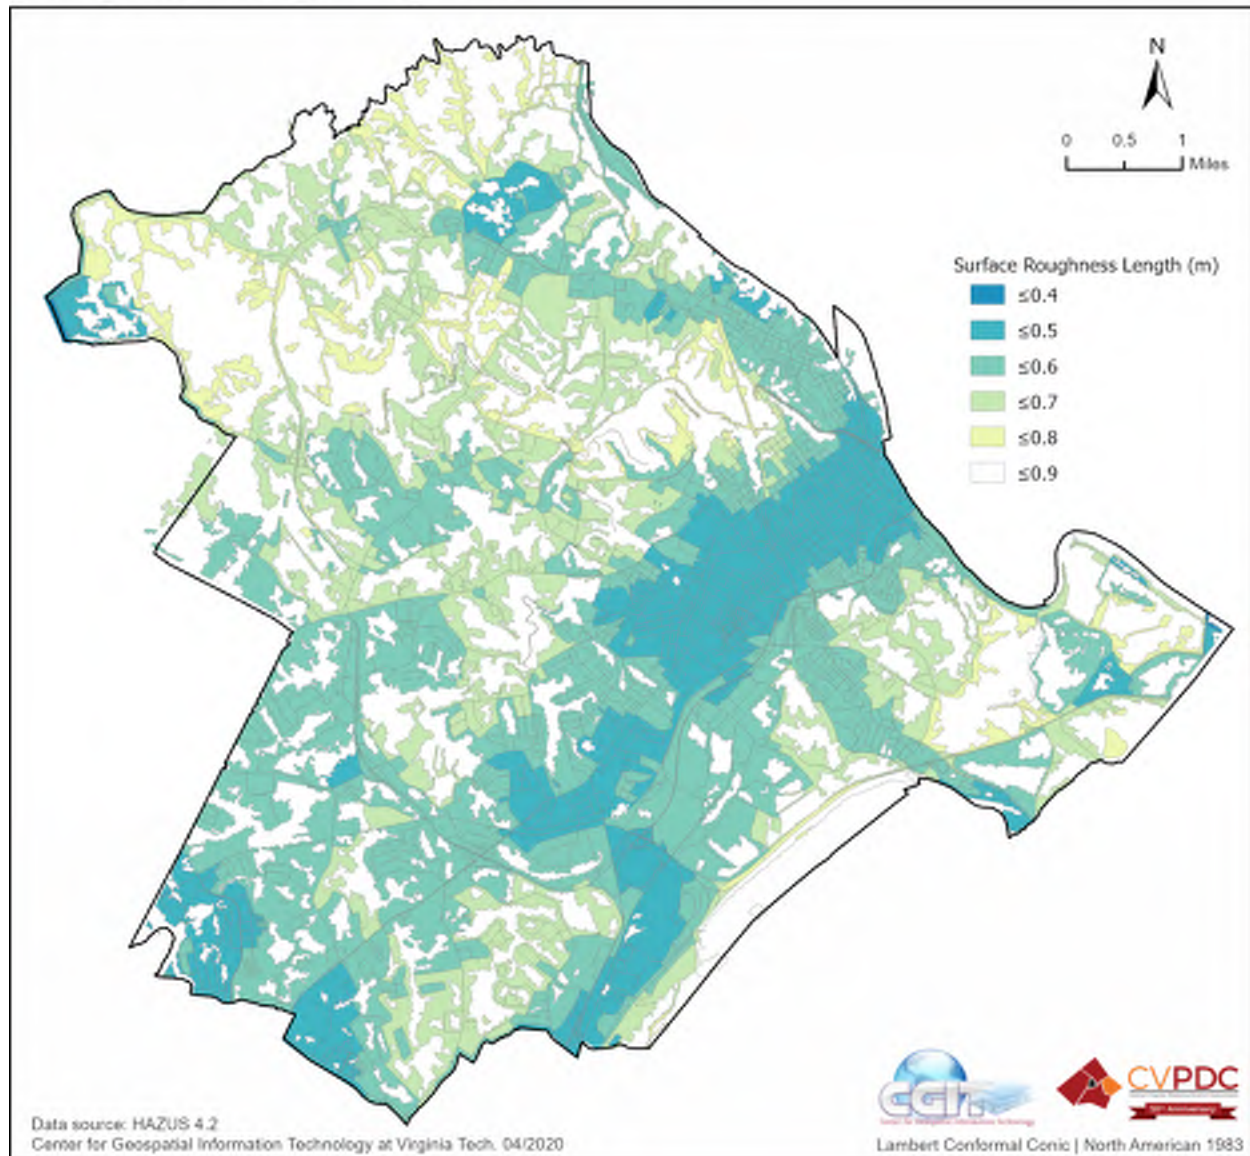 N
0 0.5 1
Miles
Surface Roughness Length (m)
≤0.4
≤0.5
≤0.6
≤0.7
≤0.8
≤0.9
CGIT
CVPDC
Data source: HAZUS 4.2
Center for Geospatial Information Technology at Virginia Tech. 04/2020
Lambert Conformal Conic | North American 1983